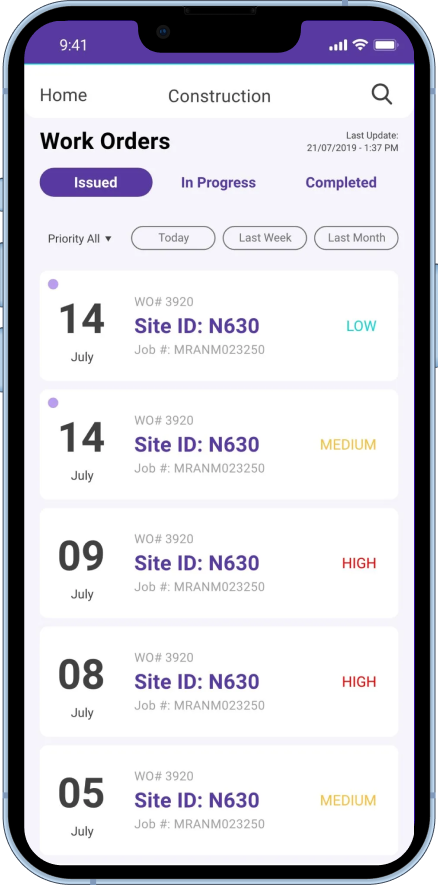 9:41
Home Construction
Work Orders
Last Update:
21/07/2019 - 1:37 PM
Issued In Progress Completed
Priority All ▼ Today Last Week Last Month
14
July
WO# 3920
Site ID: N630
Job #: MRANM023250
LOW
14
July
WO# 3920
Site ID: N630
Job #: MRANM023250
MEDIUM
09
July
WO# 3920
Site ID: N630
Job #: MRANM023250
HIGH
08
July
WO# 3920
Site ID: N630
Job #: MRANM023250
HIGH
05
July
WO# 3920
Site ID: N630
Job #: MRANM023250
MEDIUM